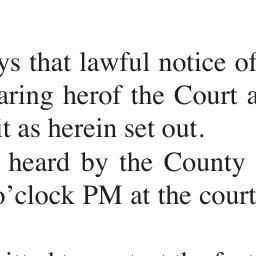 ys that lawful notice of
aring herof the Court a
it as herein set out.
heard by the County
o’clock PM at the court